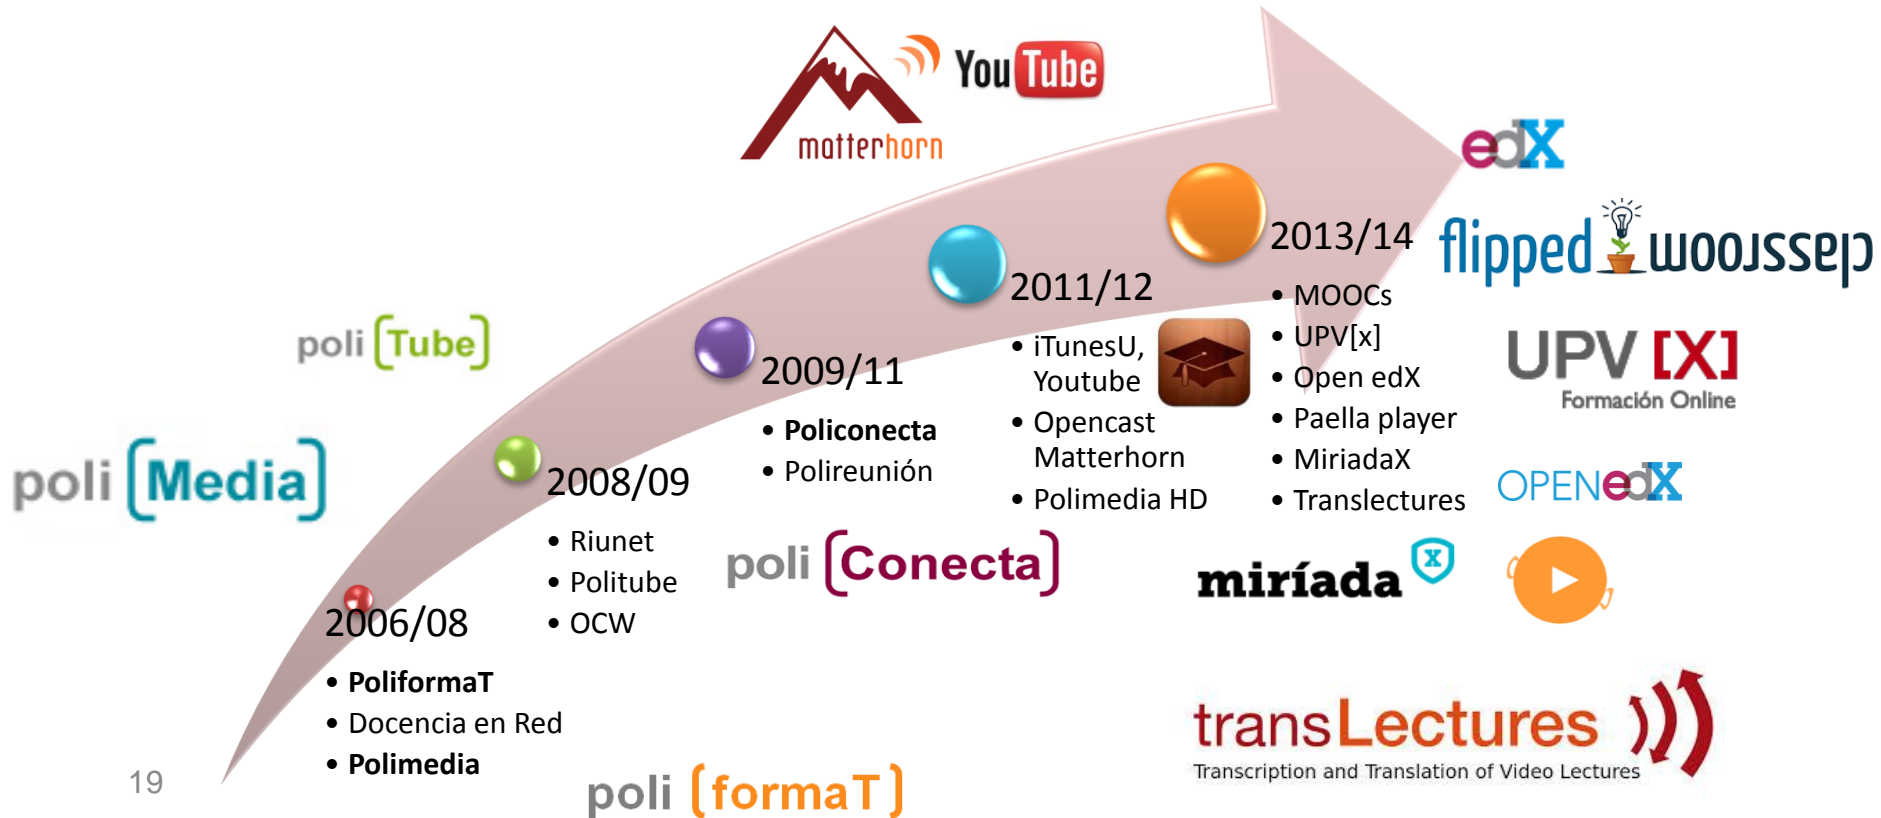 matterhorn
YouTube
edX
flipped classroom
2013/14
• MOOCs
• UPV[x]
• Open edX
• Paella player
• MiriadaX
• Translectures
2011/12
• iTunesU,
Youtube
• Opencast
Matterhorn
• Polimedia HD
UPV [X]
Formación Online
poli [Tube]
2009/11
• Policonecta
• Polireunión
poli [Media]
2008/09
• Riunet
• Politube
• OCW
OPENedX
poli [Conecta]
miríada X
2006/08
• PoliformaT
• Docencia en Red
• Polimedia
transLectures
Transcription and Translation of Video Lectures
19
poli [formaT]